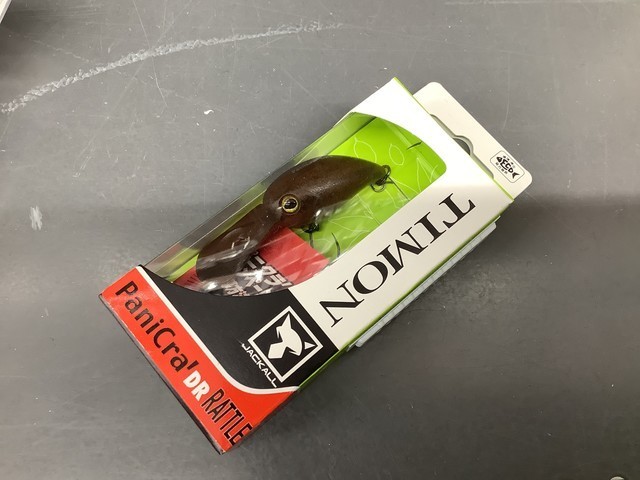 TIMON
JACKALL
PaniCra' DR RATTLE